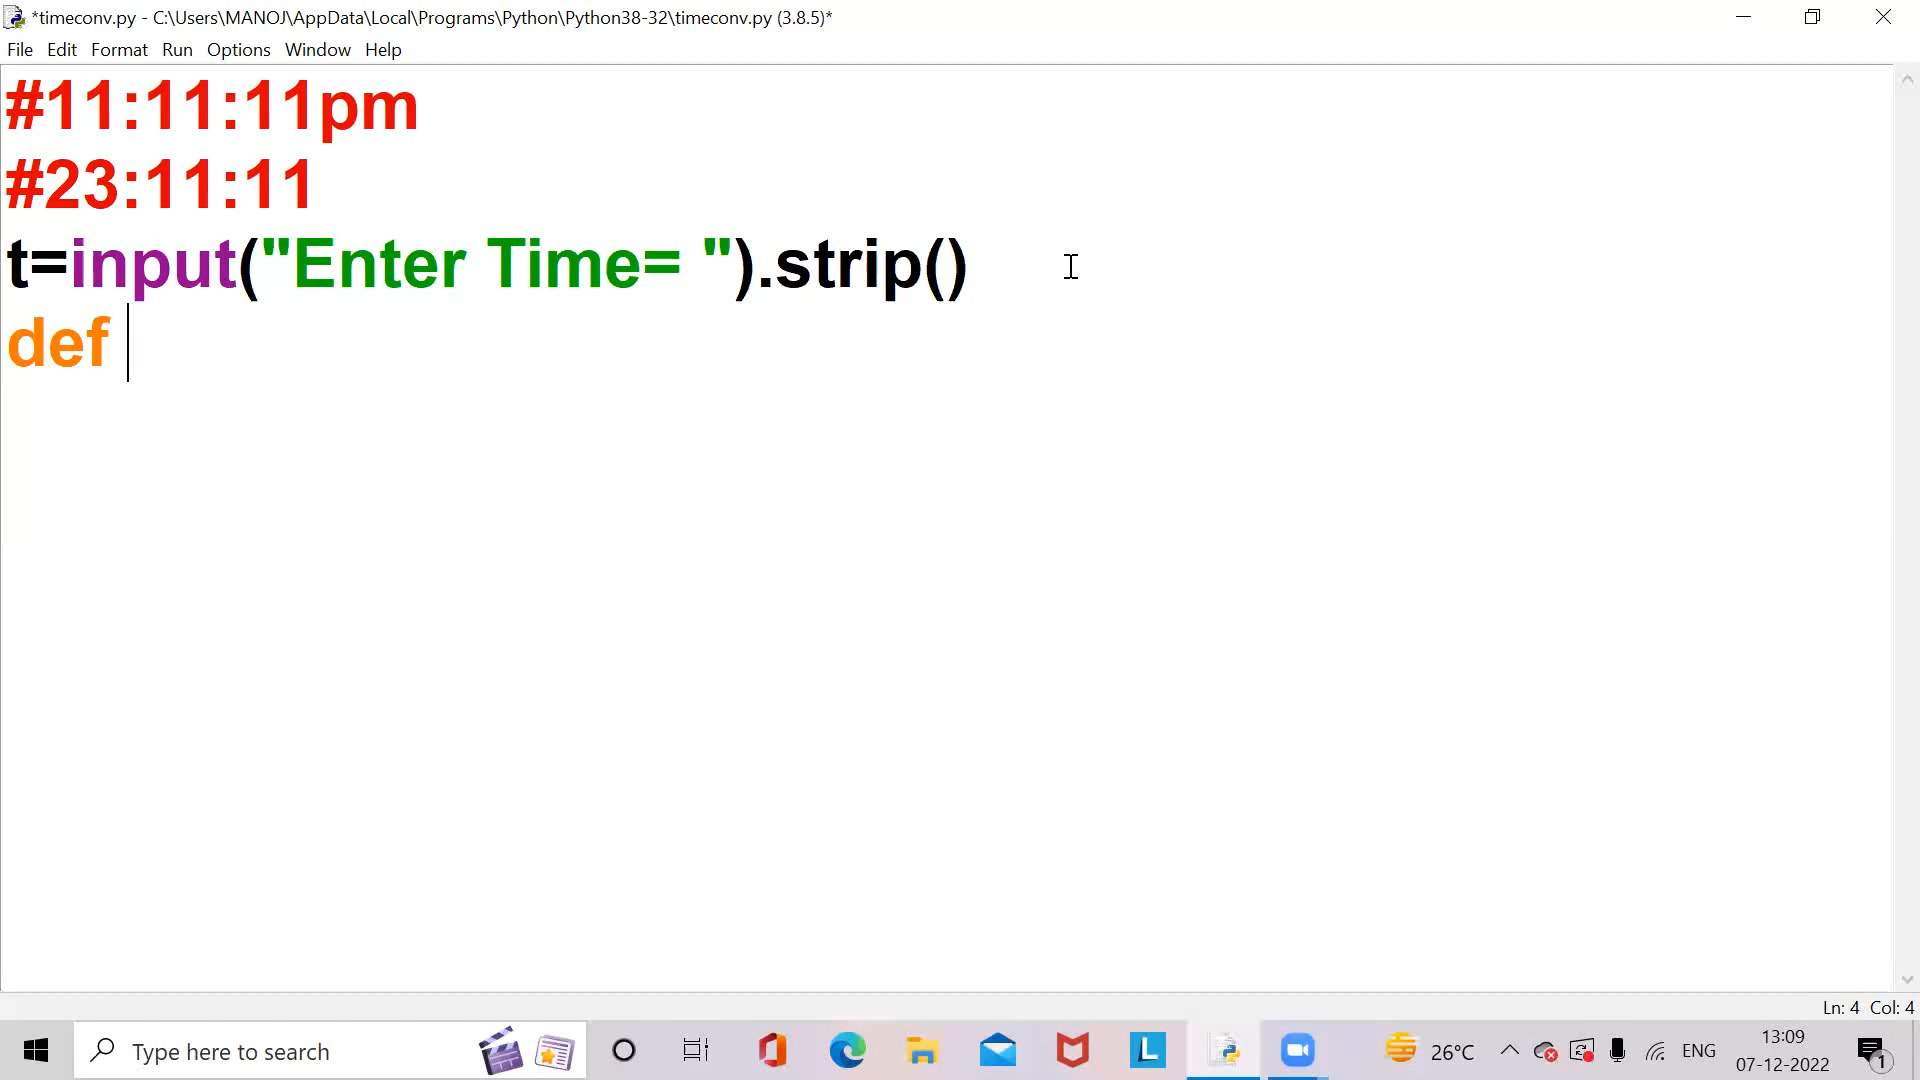 *timeconv.py - C:\Users\MANOJ\AppData\Local\Programs\Python\Python38-32\timeconv.py (3.8.5)*
File Edit Format Run Options Window Help
#11:11:11pm
#23:11:11
t=input("Enter Time= ").strip()
def
Ln: 4 Col: 4
Type here to search
L
26°C
ENG
13:09
07-12-2022
1